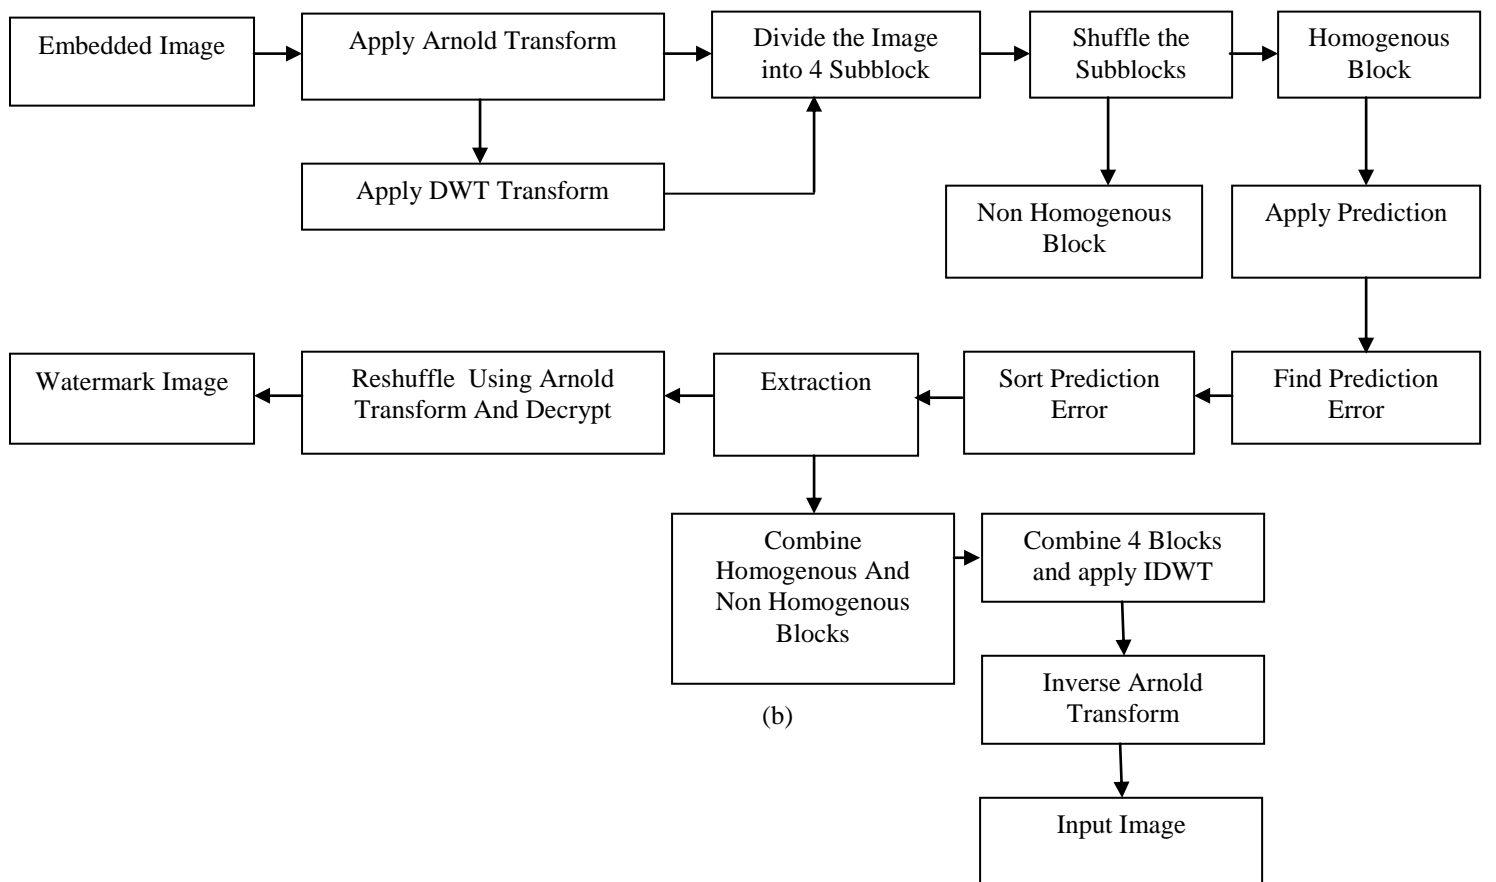 Embedded Image
Apply Arnold Transform
Divide the Image
into 4 Subblock
Shuffle the
Subblocks
Homogenous
Block
Apply DWT Transform
Non Homogenous
Block
Apply Prediction
Watermark Image
Reshuffle  Using Arnold
Transform And Decrypt
Extraction
Sort Prediction
Error
Find Prediction
Error
Combine
Homogenous And
Non Homogenous
Blocks
Combine 4 Blocks
and apply IDWT
Inverse Arnold
Transform
(b)
Input Image